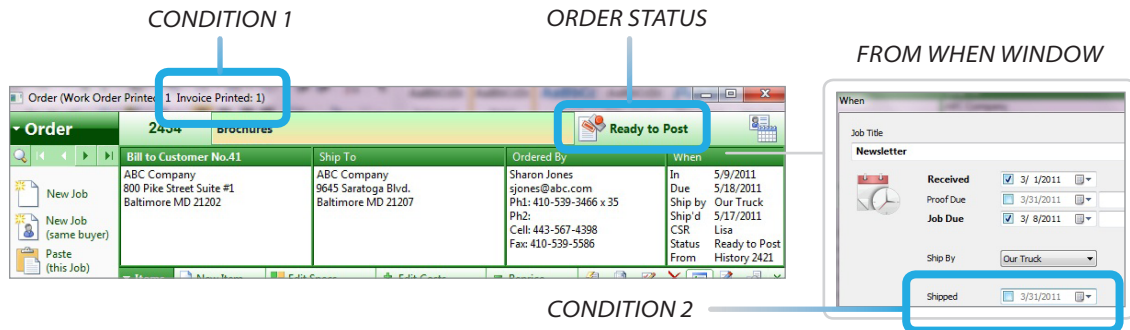 CONDITION 1
ORDER STATUS
FROM WHEN WINDOW
Order (Work Order Printed: 1 Invoice Printed: 1)
Order
2434
Brochures
Ready to Post
Bill to Customer No.41
Ship To
Ordered By
When
New Job
New Job
(same buyer)
Paste
(this Job)
ABC Company
800 Pike Street Suite #1
Baltimore MD 21202
ABC Company
9645 Saratoga Blvd.
Baltimore MD 21207
Sharon Jones
sjones@abc.com
Ph1: 410-539-3466 x 35
Ph2:
Cell: 443-567-4398
Fax: 410-539-5586
In 5/9/2011
Due 5/18/2011
Ship by Our Truck
Ship'd 5/17/2011
CSR Lisa
Status Ready to Post
From History 2421
When
Job Title
Newsletter
Received 3/ 1/2011
Proof Due 3/31/2011
Job Due 3/ 8/2011
Ship By Our Truck
Shipped 3/31/2011
CONDITION 2